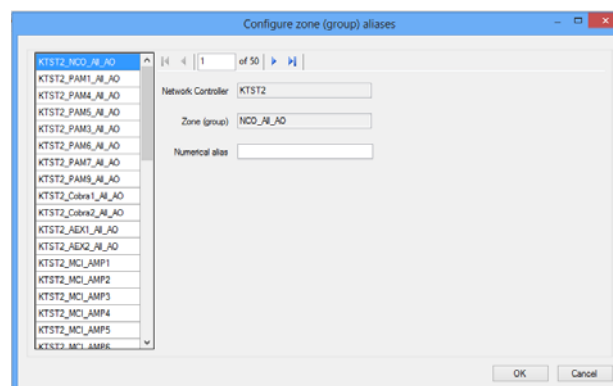 Configure zone (group) aliases
KTST2_NCO_All_AO
KTST2_PAM1_All_AO
KTST2_PAM4_All_AO
KTST2_PAM5_All_AO
KTST2_PAM3_All_AO
KTST2_PAM6_All_AO
KTST2_PAM7_All_AO
KTST2_PAM9_All_AO
KTST2_Cobra1_All_AO
KTST2_Cobra2_All_AO
KTST2_AEX1_All_AO
KTST2_AEX2_All_AO
KTST2_MCI_AMP1
KTST2_MCI_AMP2
KTST2_MCI_AMP3
KTST2_MCI_AMP4
KTST2_MCI_AMP5
KTST2_MCI_AMP6
1 of 50
Network Controller KTST2
Zone (group) NCO_All_AO
Numerical alias
OK Cancel